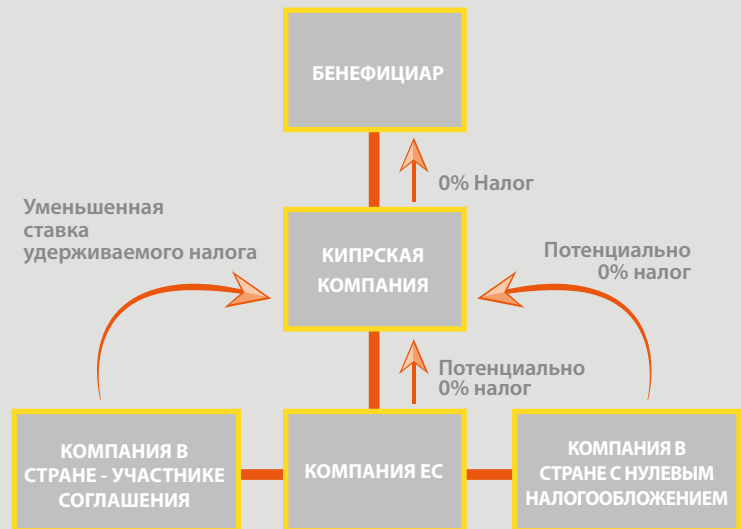 БЕНЕФИЦИАР
0% Налог
Уменьшенная
ставка
удерживаемого налога
КИПРСКАЯ
КОМПАНИЯ
Потенциально
0% налог
Потенциально
0% налог
КОМПАНИЯ В
СТРАНЕ - УЧАСТНИКЕ
СОГЛАШЕНИЯ
КОМПАНИЯ ЕС
КОМПАНИЯ В
СТРАНЕ С НУЛЕВЫМ
НАЛОГООБЛОЖЕНИЕМ